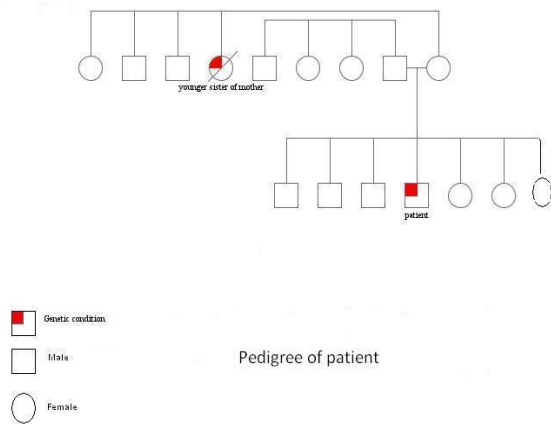 younger sister of mother
patient
Genetic condition
Male
Pedigree of patient
Female